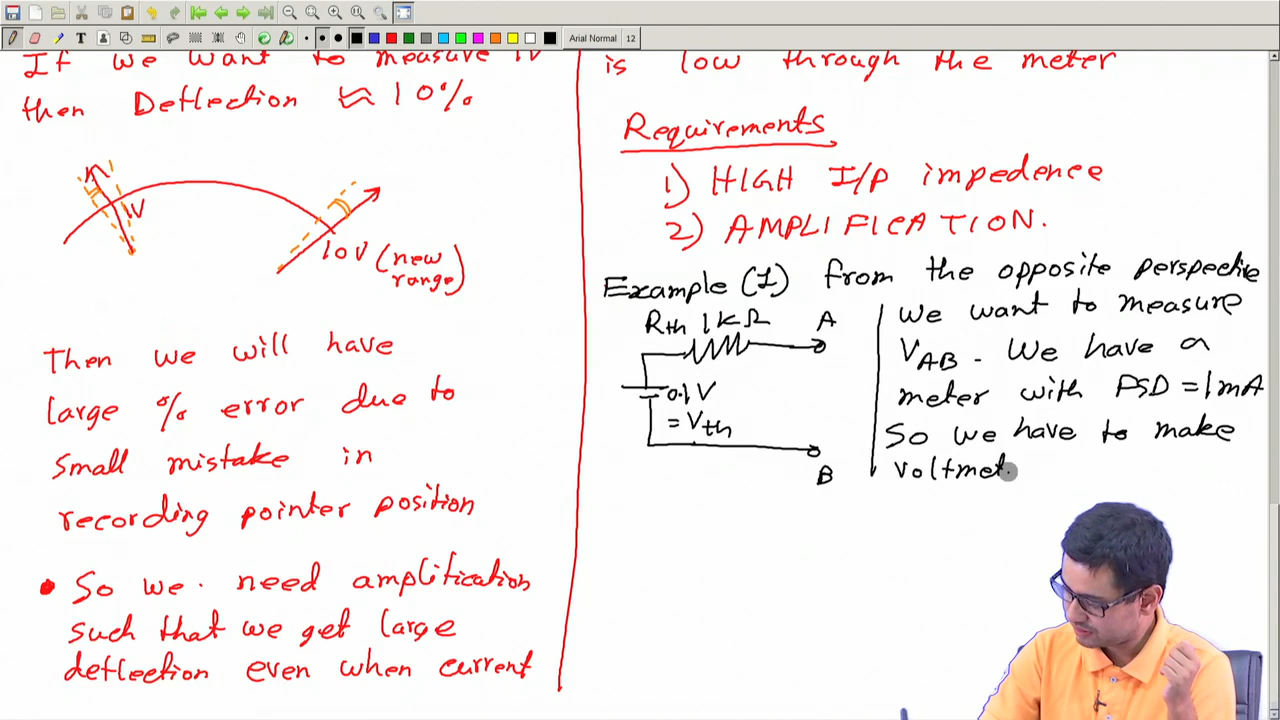 Arial Normal 12
If we want to measure 1V
then Deflection ≈ 10%
1V
10V (new
range)
Then we will have
large % error due to
small mistake in
recording pointer position
• So we need amplification
such that we get large
deflection even when current
is low through the meter
Requirements
1) HIGH I/P impedence
2) AMPLIFICATION.
Example (1) from the opposite perspective
Rth 1kΩ A
0.1V
= Vth
B
We want to measure
VAB. We have a
meter with FSD = 1mA
So we have to make
voltmet